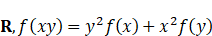 R, f(xy) = y²f(x) + x²f(y)